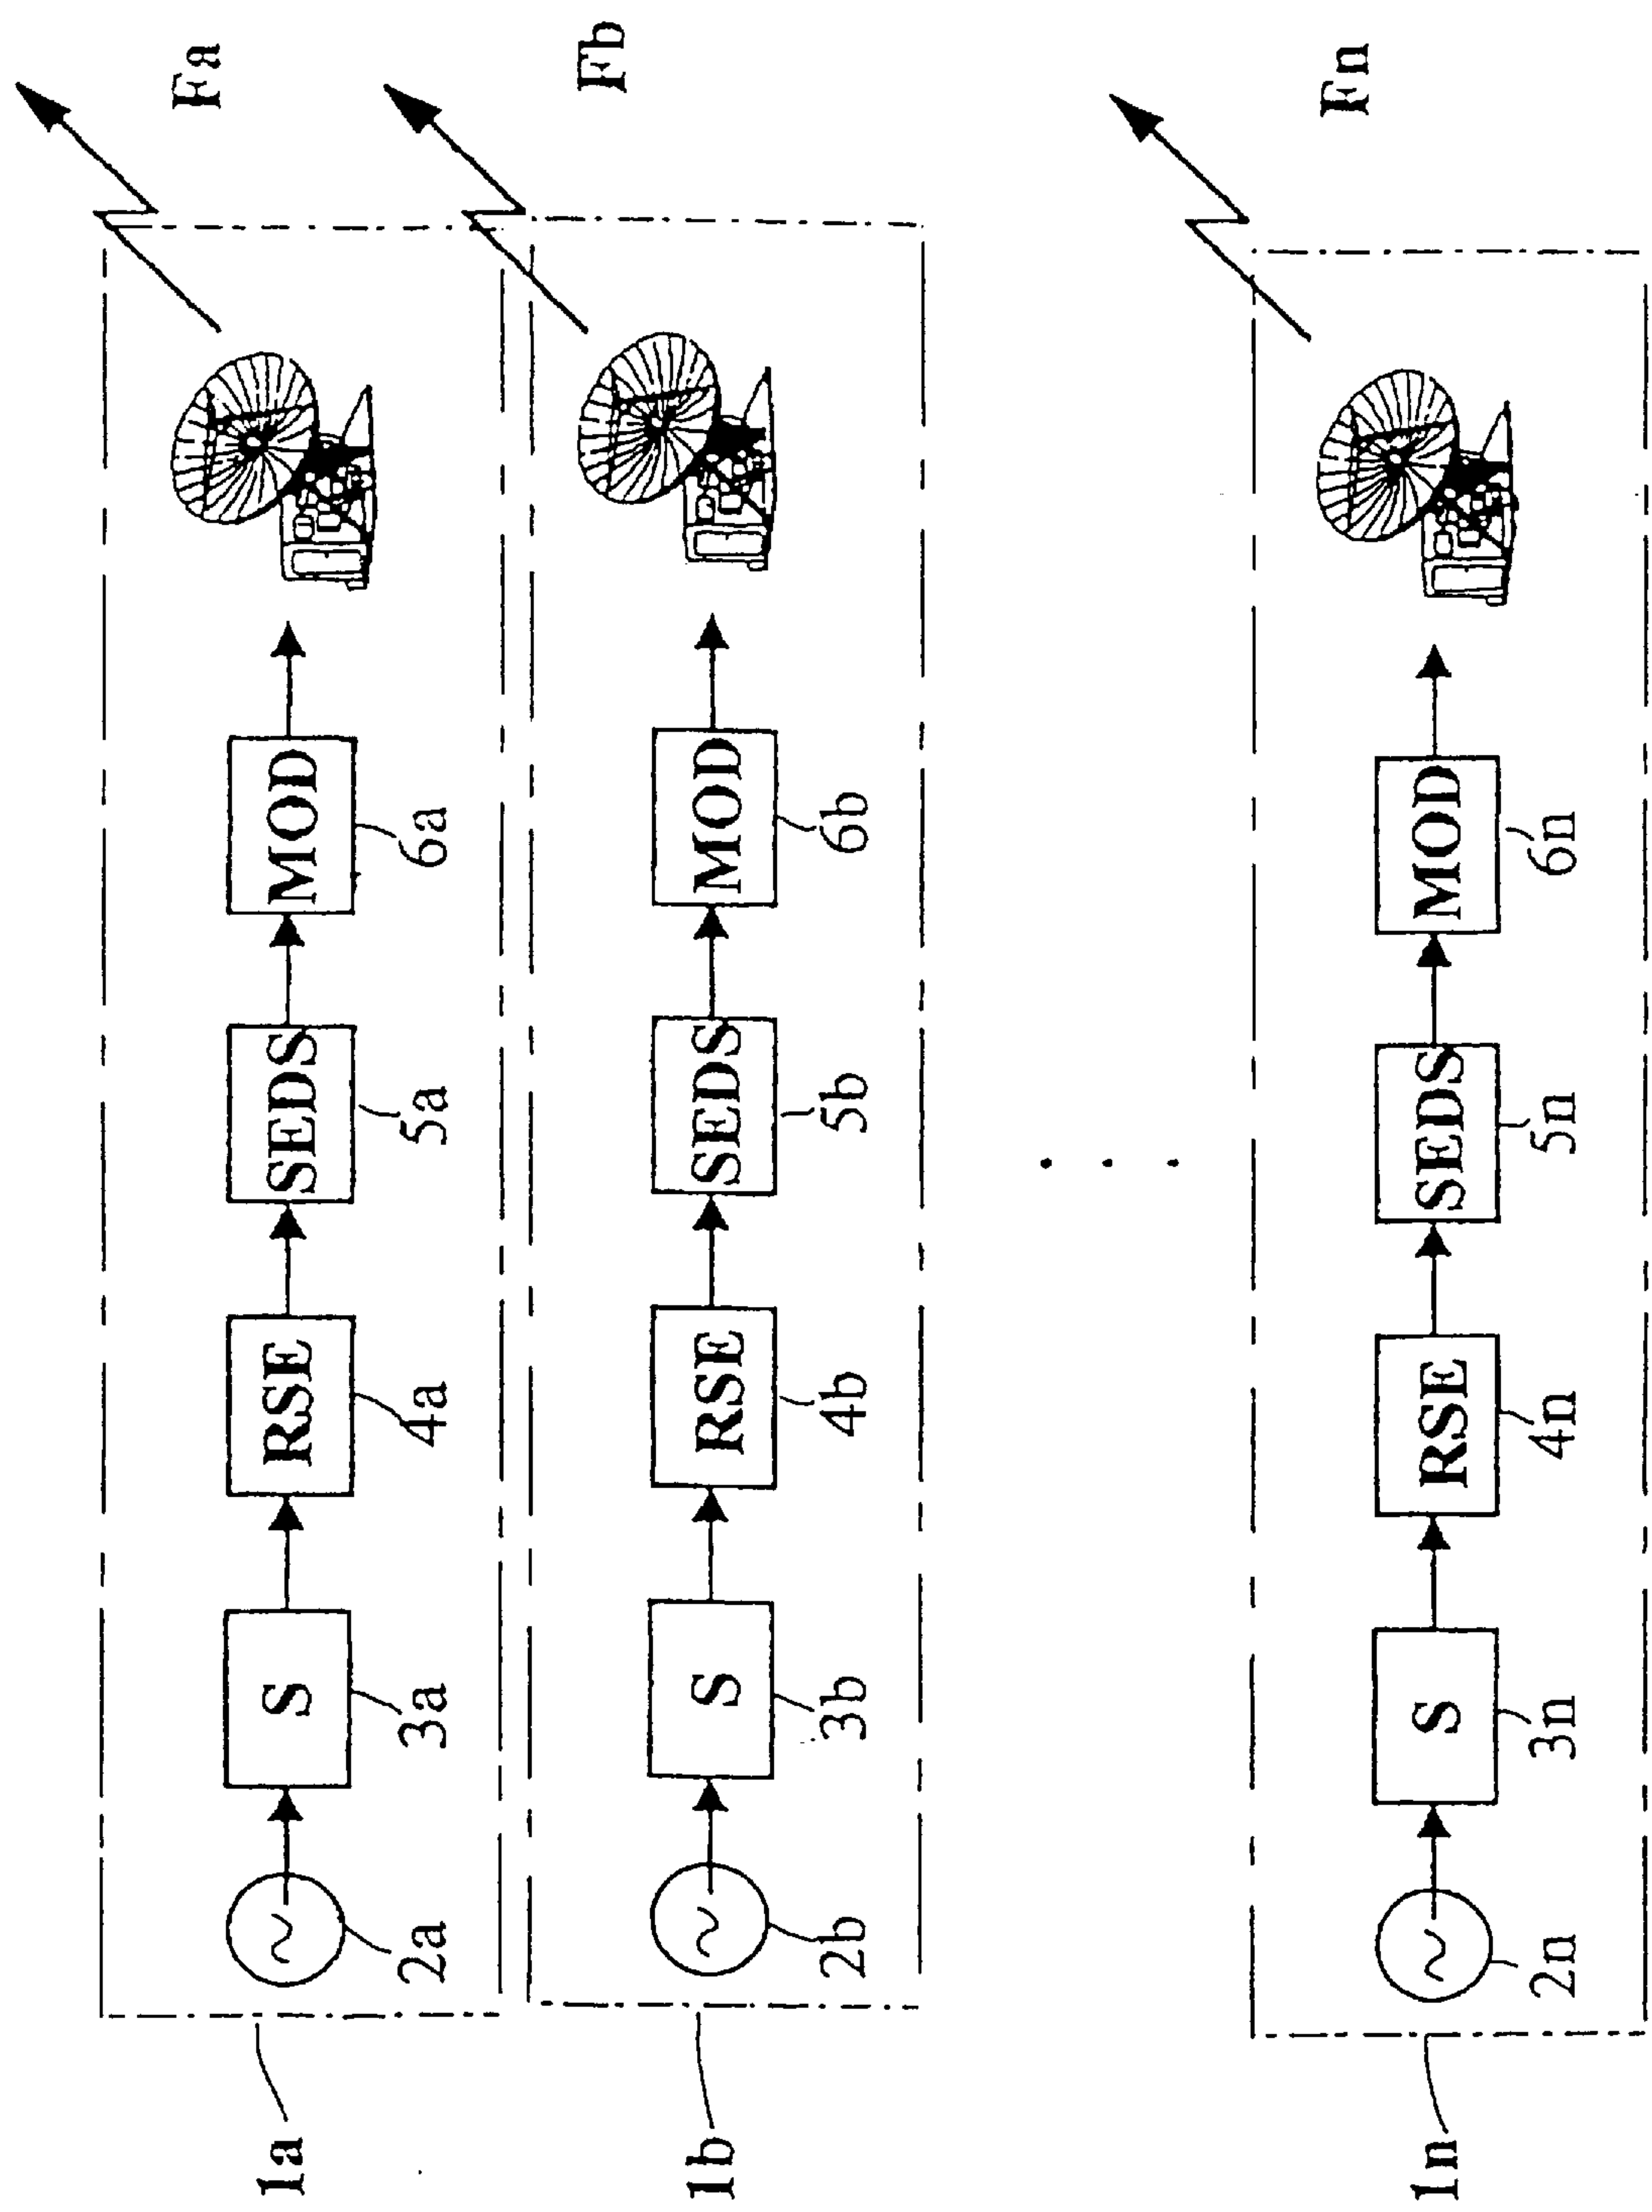 Fa
MOD
SEDS
RSE
S
6a
5a
4a
3a
2a
1a
Fb
MOD
SEDS
RSE
S
6b
5b
4b
3b
2b
1b
. . .
Fn
MOD
SEDS
RSE
S
6n
5n
4n
3n
2n
1n